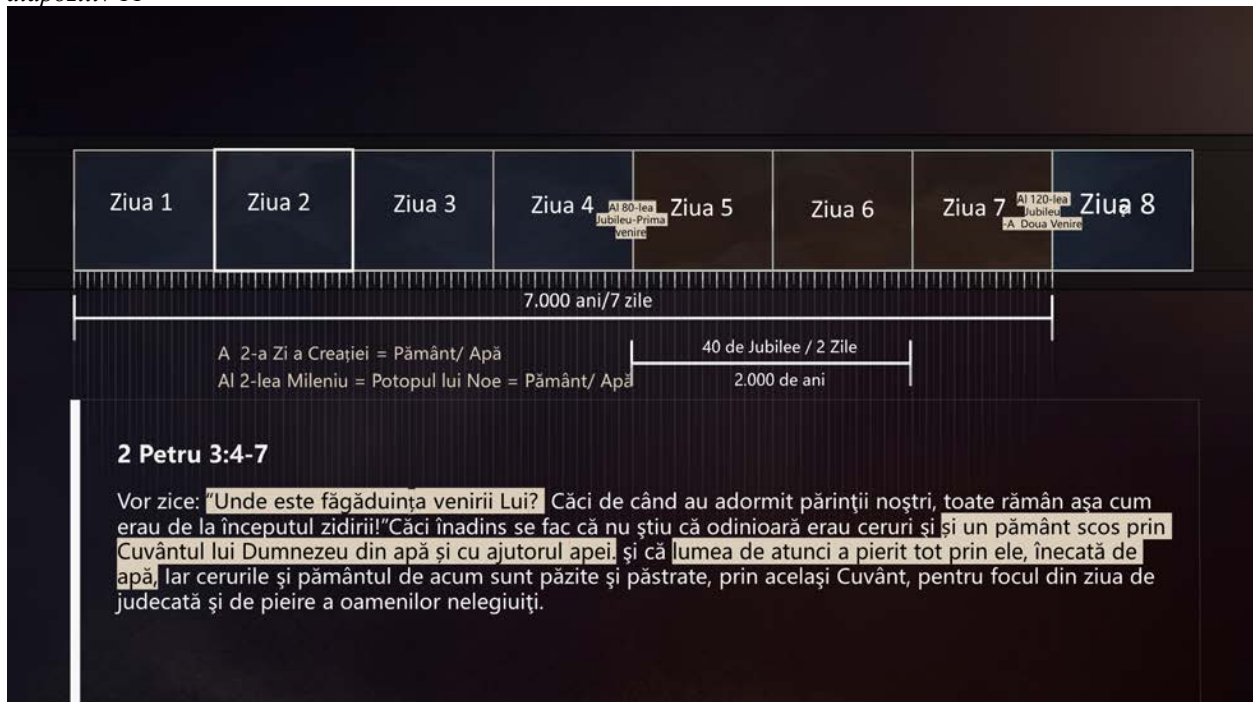 Ziua 1
Ziua 2
Ziua 3
Ziua 4
Al 80-lea
Jubileu-Prima
venire
Ziua 5
Ziua 6
Ziua 7
Al 120-lea
Jubileu
-A Doua Venire
Ziua 8
7.000 ani/7 zile
A 2-a Zi a Creației = Pământ/ Apă
Al 2-lea Mileniu = Potopul lui Noe = Pământ/ Apă
40 de Jubilee / 2 Zile
2.000 de ani
2 Petru 3:4-7
Vor zice: "Unde este făgăduința venirii Lui? Căci de când au adormit părinţii noştri, toate rămân aşa cum
erau de la începutul zidirii!"Căci înadins se fac că nu ştiu că odinioară erau ceruri şi și un pământ scos prin
Cuvântul lui Dumnezeu din apă și cu ajutorul apei. şi că lumea de atunci a pierit tot prin ele, înecată de
apă, Iar cerurile şi pământul de acum sunt păzite şi păstrate, prin acelaşi Cuvânt, pentru focul din ziua de
judecată şi de pieire a oamenilor nelegiuiţi.